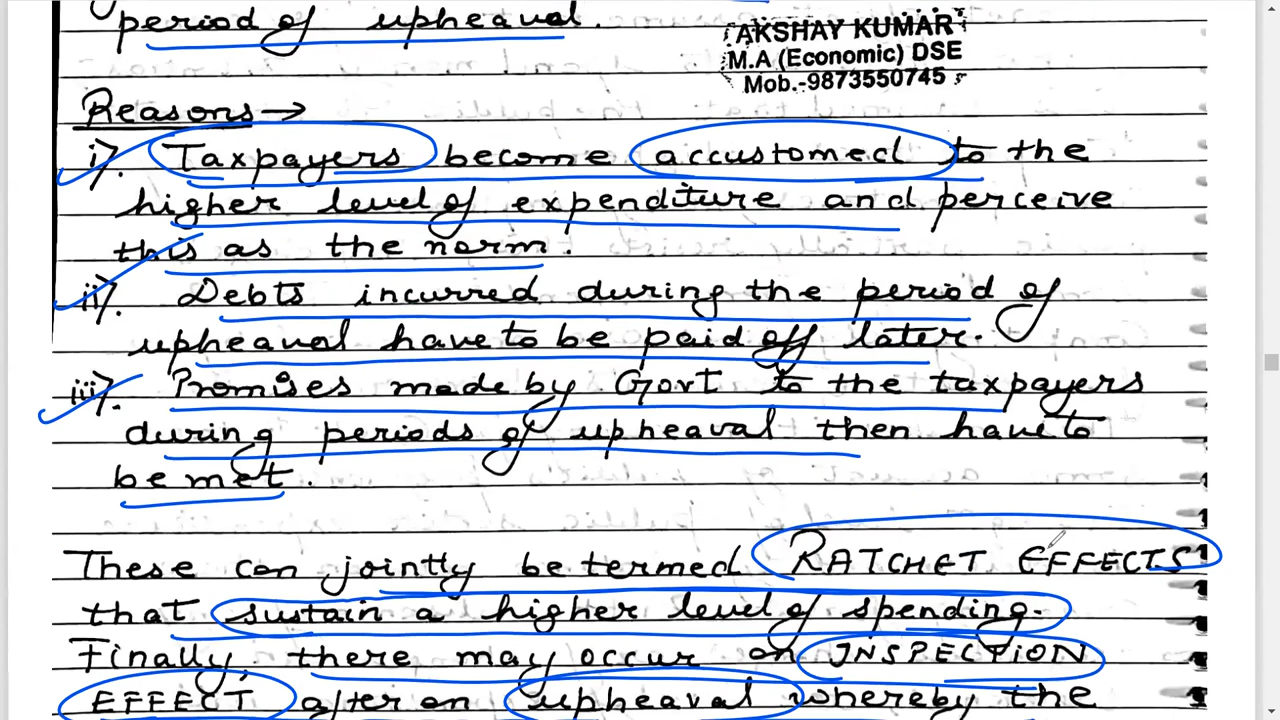 period of upheaval.
AKSHAY KUMAR
M.A (Economic) DSE
Mob.-9873550745
Reasons →
i). Taxpayers become accustomed to the
higher level of expenditure and perceive
this as the norm.
ii). Debts incurred during the period of
upheaval have to be paid off later.
iii). Promises made by Govt to the taxpayers
during periods of upheaval then have to
be met.
These can jointly be termed RATCHET EFFECTS
that sustain a higher level of spending.
Finally, there may occur an INSPECTION
EFFECT after an upheaval whereby the